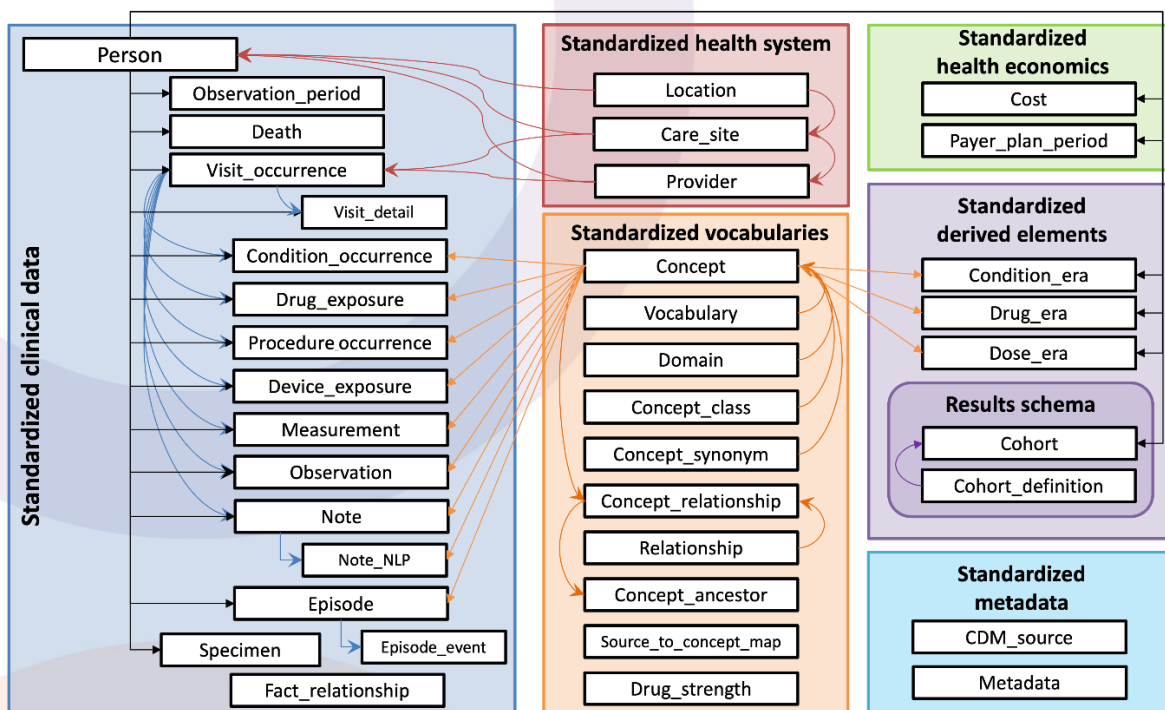 Standardized clinical data
Person
Observation_period
Death
Visit_occurrence
Visit_detail
Condition_occurrence
Drug_exposure
Procedure occurrence
Device_exposure
Measurement
Observation
Note
Note_NLP
Episode
Episode_event
Specimen
Fact_relationship
Standardized health system
Location
Care_site
Provider
Standardized vocabularies
Concept
Vocabulary
Domain
Concept_class
Concept_synonym
Concept_relationship
Relationship
Concept_ancestor
Source_to_concept_map
Drug_strength
Standardized
health economics
Cost
Payer_plan_period
Standardized
derived elements
Condition_era
Drug_era
Dose_era
Results schema
Cohort
Cohort_definition
Standardized
metadata
CDM_source
Metadata